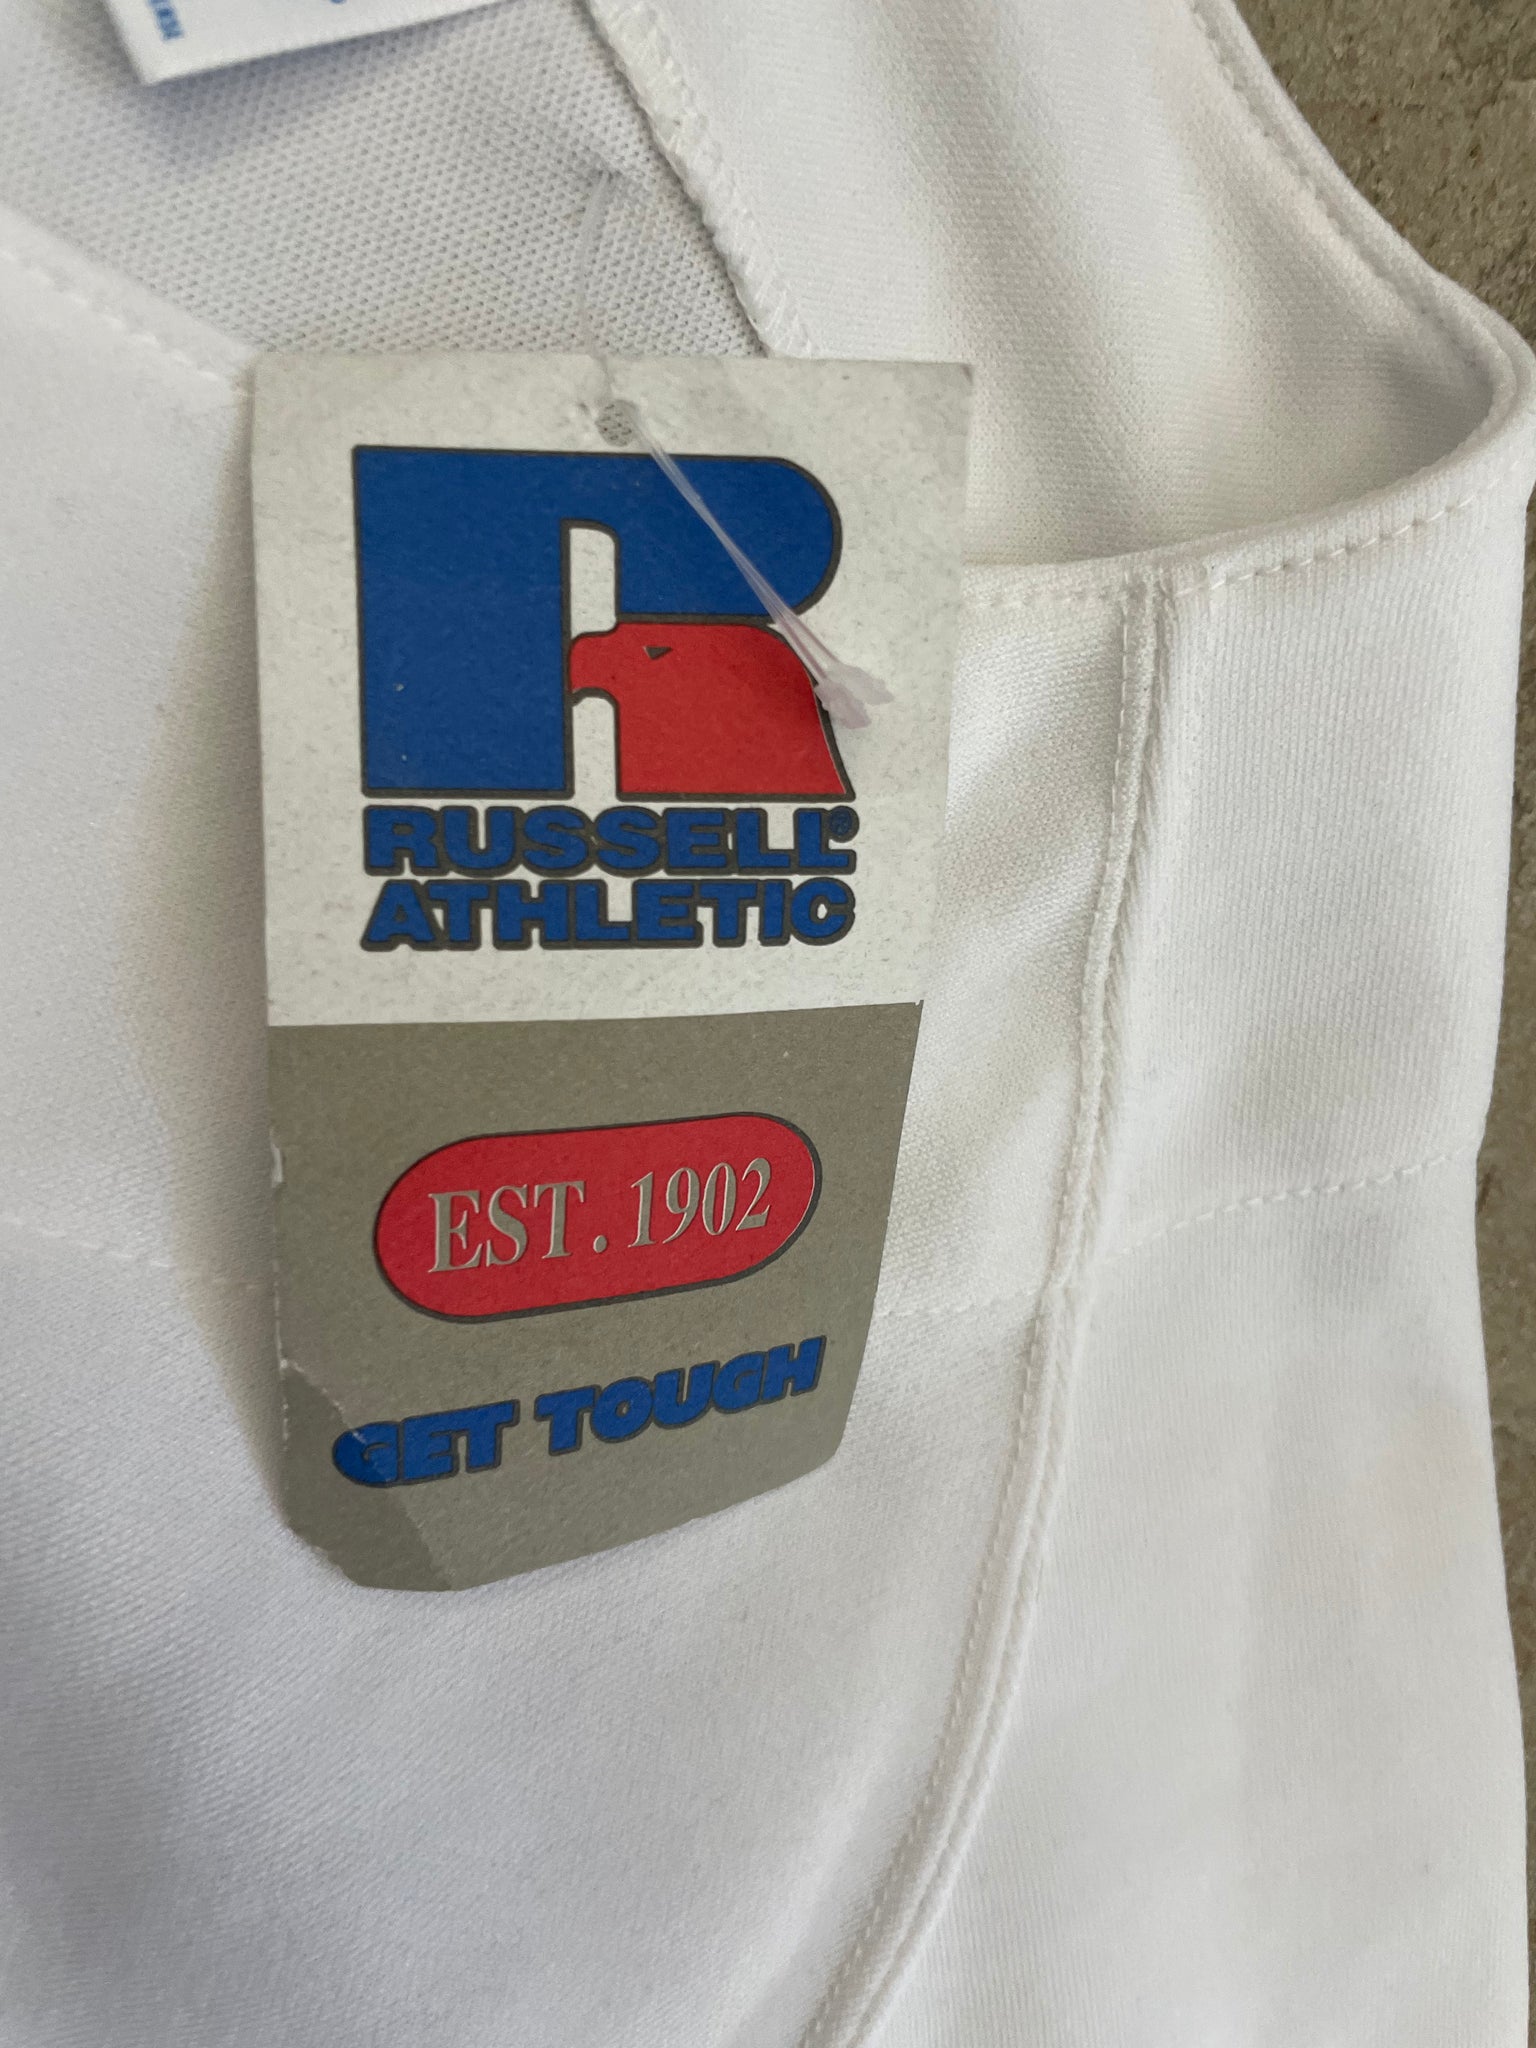 RUSSELL®
ATHLETIC
EST. 1902
GET TOUGH